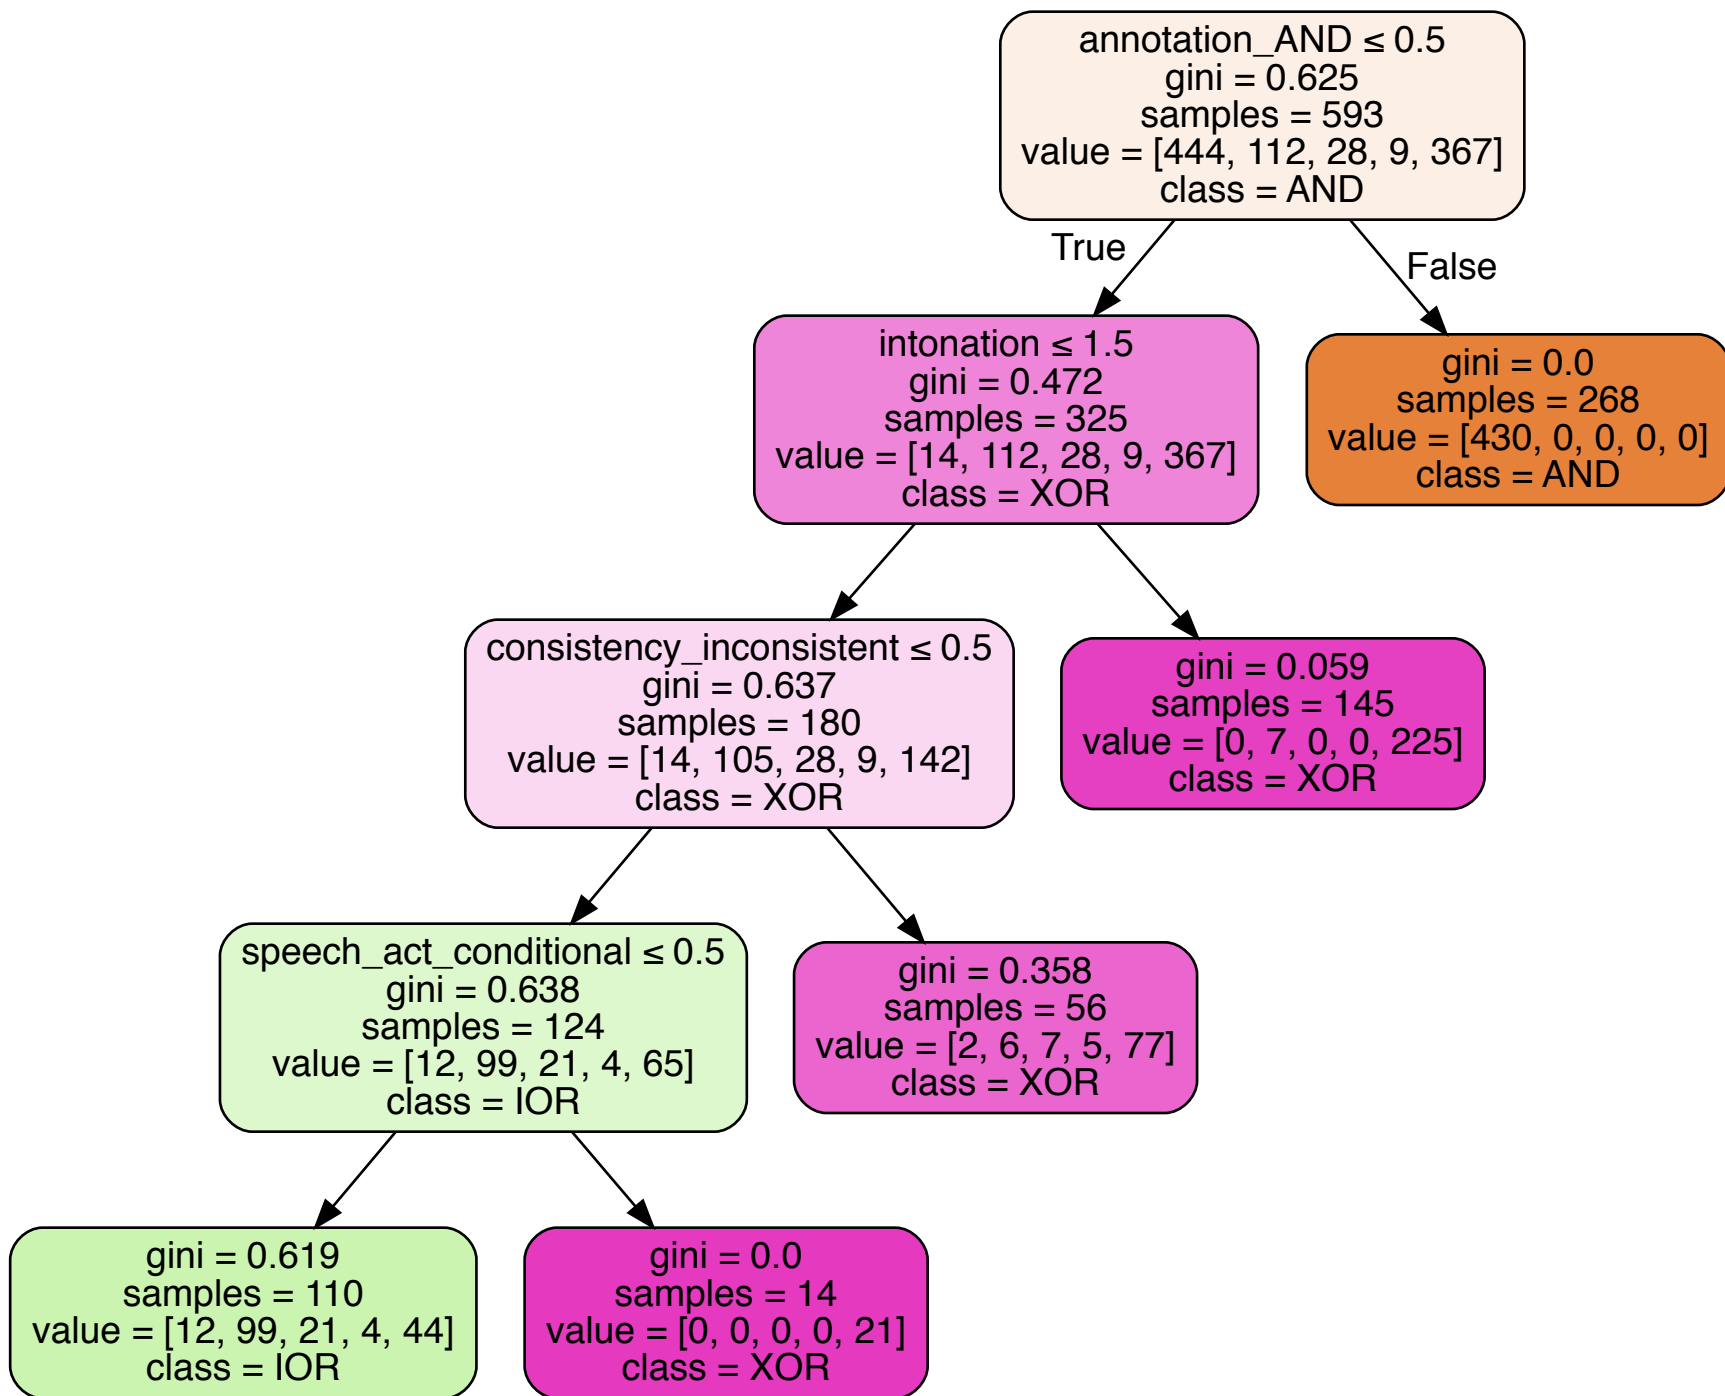 annotation_AND ≤ 0.5
gini = 0.625
samples = 593
value = [444, 112, 28, 9, 367]
class = AND
True
False
intonation ≤ 1.5
gini = 0.472
samples = 325
value = [14, 112, 28, 9, 367]
class = XOR
gini = 0.0
samples = 268
value = [430, 0, 0, 0, 0]
class = AND
consistency_inconsistent ≤ 0.5
gini = 0.637
samples = 180
value = [14, 105, 28, 9, 142]
class = XOR
gini = 0.059
samples = 145
value = [0, 7, 0, 0, 225]
class = XOR
speech_act_conditional ≤ 0.5
gini = 0.638
samples = 124
value = [12, 99, 21, 4, 65]
class = IOR
gini = 0.358
samples = 56
value = [2, 6, 7, 5, 77]
class = XOR
gini = 0.619
samples = 110
value = [12, 99, 21, 4, 44]
class = IOR
gini = 0.0
samples = 14
value = [0, 0, 0, 0, 21]
class = XOR